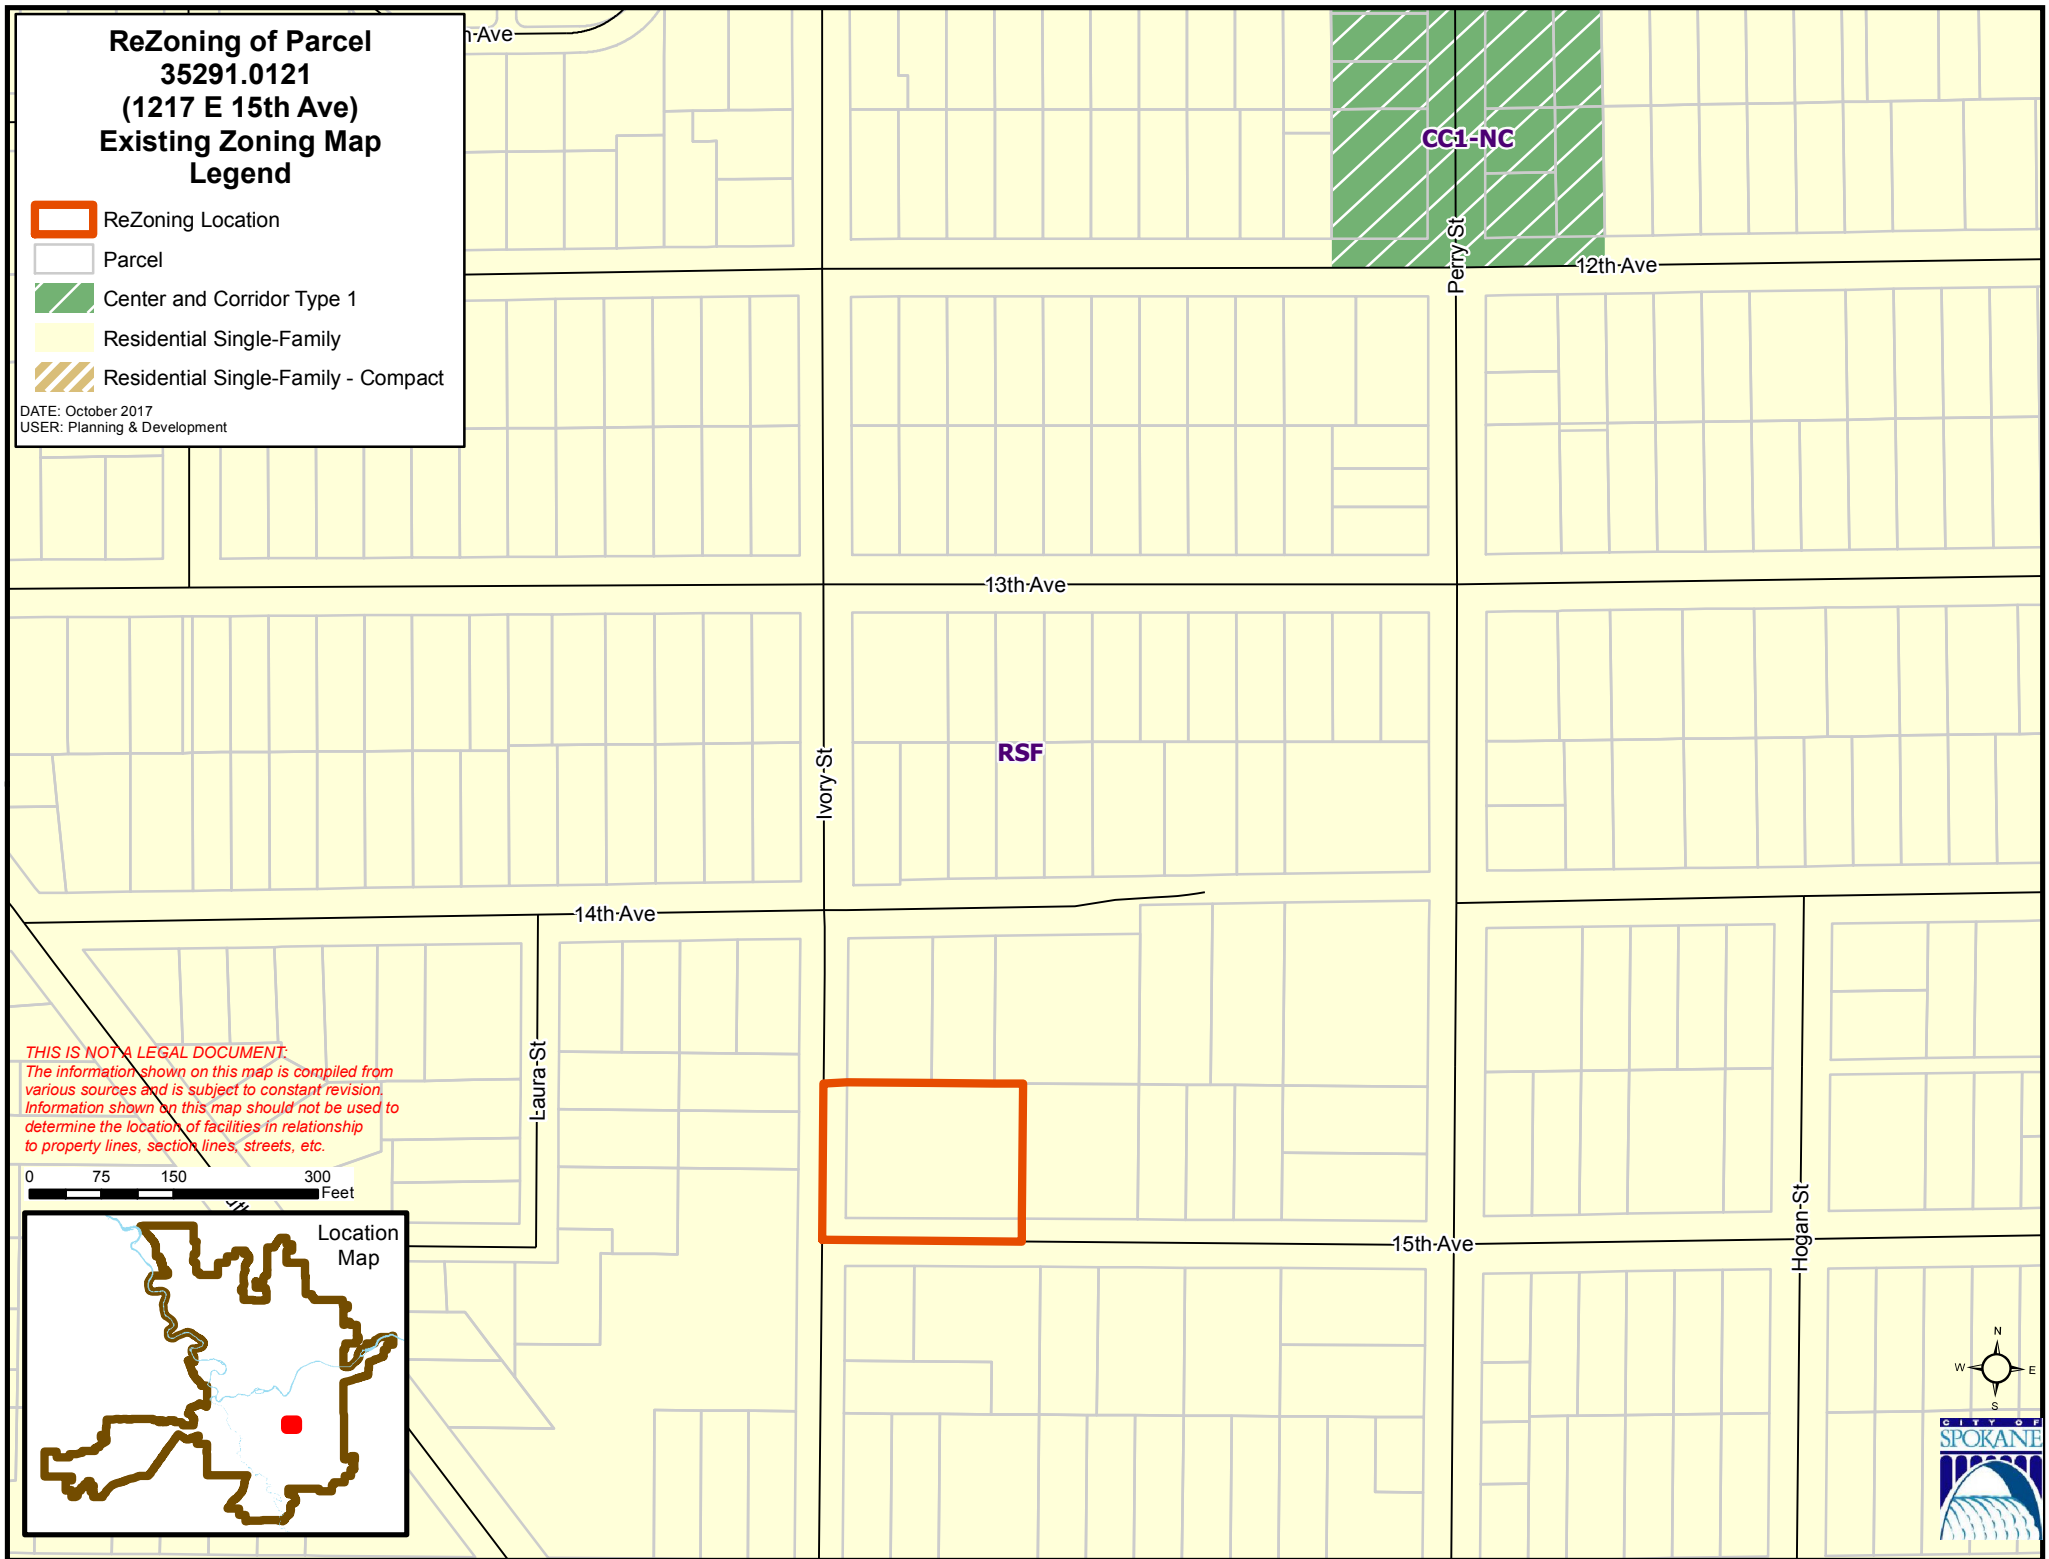 ReZoning of Parcel
35291.0121
(1217 E 15th Ave)
Existing Zoning Map
Legend
ReZoning Location
Parcel
Center and Corridor Type 1
Residential Single-Family
Residential Single-Family - Compact
DATE: October 2017
USER: Planning & Development
Ave
CC1-NC
Perry St
12th Ave
13th Ave
RSF
Ivory St
14th Ave
Laura St
THIS IS NOT A LEGAL DOCUMENT:
The information shown on this map is compiled from
various sources and is subject to constant revision.
Information shown on this map should not be used to
determine the location of facilities in relationship
to property lines, section lines, streets, etc.
0 75 150 300
Feet
15th Ave
Hogan St
Location
Map
N
W E
S
CITY OF
SPOKANE